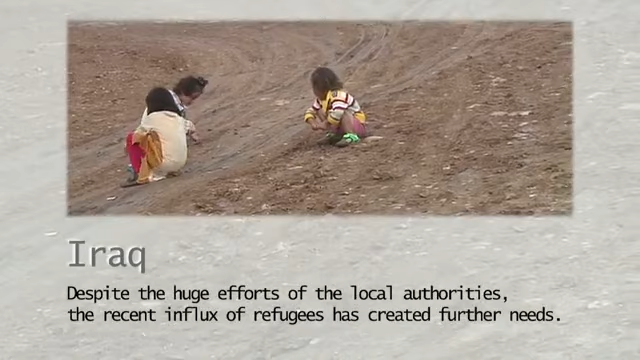 Iraq
Despite the huge efforts of the local authorities,
the recent influx of refugees has created further needs.